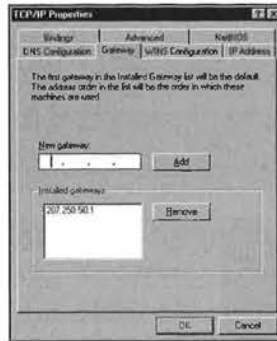 TCP/IP Properties
Bindings Advanced NetBIOS
DNS Configuration Gateway WINS Configuration IP Address
The first gateway in the Installed Gateway list will be the default.
The address order in the list will be the order in which these
machines are used.
New gateway:
. . .
Add
Installed gateways:
207.250.50.1
Remove
OK Cancel